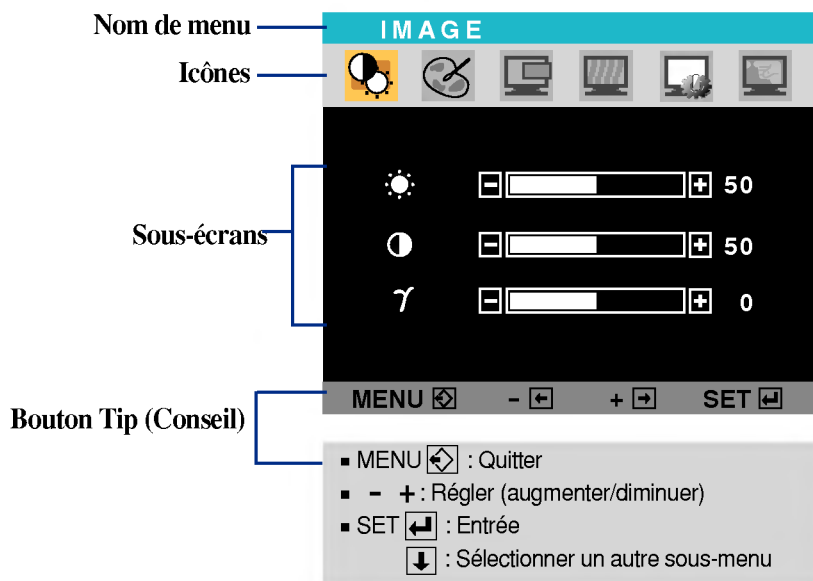 Nom de menu
IMAGE
Icônes
Sous-écrans
50
50
γ 0
MENU - + SET
Bouton Tip (Conseil)
MENU : Quitter
- + : Régler (augmenter/diminuer)
SET : Entrée
: Sélectionner un autre sous-menu